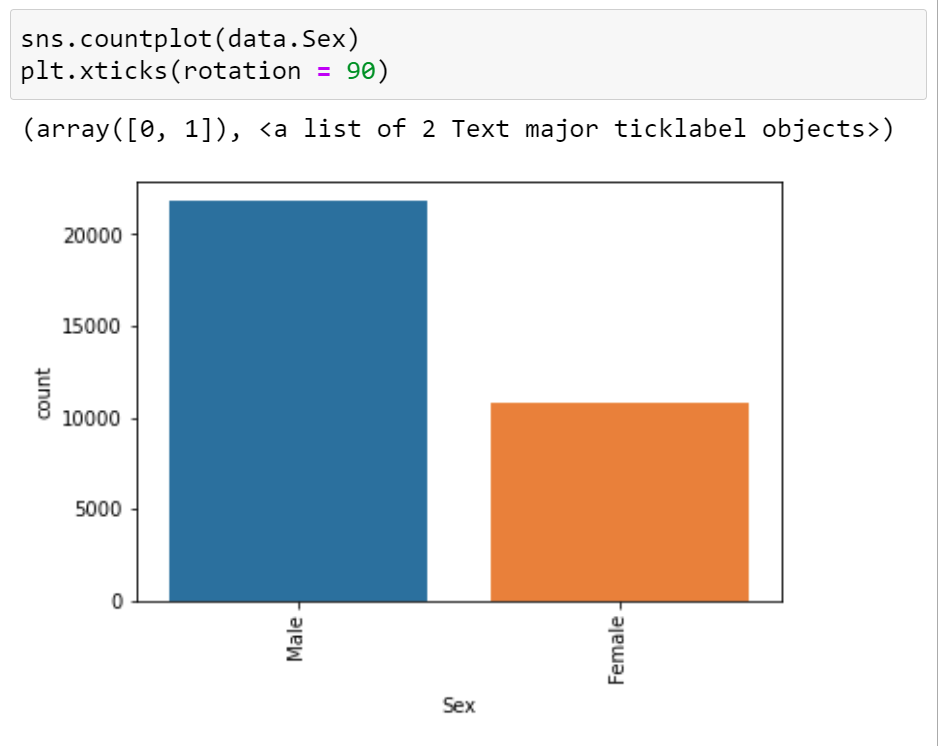 sns.countplot(data.Sex)
plt.xticks(rotation = 90)
(array([0, 1]), <a list of 2 Text major ticklabel objects>)
20000
15000
10000
5000
0
count
Male
Female
Sex